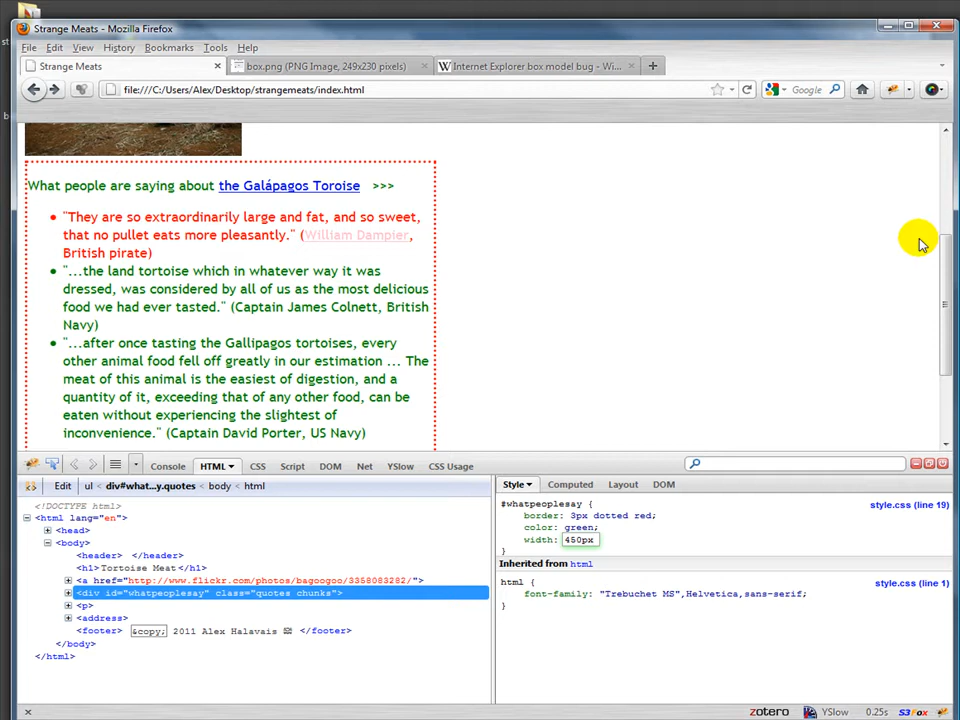 Strange Meats - Mozilla Firefox
File Edit View History Bookmarks Tools Help
Strange Meats
box.png (PNG Image, 249x230 pixels)
Internet Explorer box model bug - Wi...
file:///C:/Users/Alex/Desktop/strangemeats/index.html
Google
What people are saying about the Galápagos Toroise >>>
"They are so extraordinarily large and fat, and so sweet,
that no pullet eats more pleasantly." (William Dampier,
British pirate)
"...the land tortoise which in whatever way it was
dressed, was considered by all of us as the most delicious
food we had ever tasted." (Captain James Colnett, British
Navy)
"...after once tasting the Gallipagos tortoises, every
other animal food fell off greatly in our estimation ... The
meat of this animal is the easiest of digestion, and a
quantity of it, exceeding that of any other food, can be
eaten without experiencing the slightest of
inconvenience." (Captain David Porter, US Navy)
Console HTML CSS Script DOM Net YSlow CSS Usage
Edit ul div#what...y.quotes < body < html
<!DOCTYPE html>
<html lang="en">
<head>
<body>
<header> </header>
<h1>Tortoise Meat</h1>
<a href="http://www.flickr.com/photos/bagoogoo/3358083282/">
<div id="whatpeoplesay" class="quotes chunks">
<p>
<address>
<footer> &copy; 2011 Alex Halavais </footer>
</body>
</html>
Style Computed Layout DOM
#whatpeoplesay { style.css (line 19)
border: 3px dotted red;
color: green;
width: 450px
}
Inherited from html
html { style.css (line 1)
font-family: "Trebuchet MS",Helvetica,sans-serif;
}
zotero YSlow 0.25s S3Fox